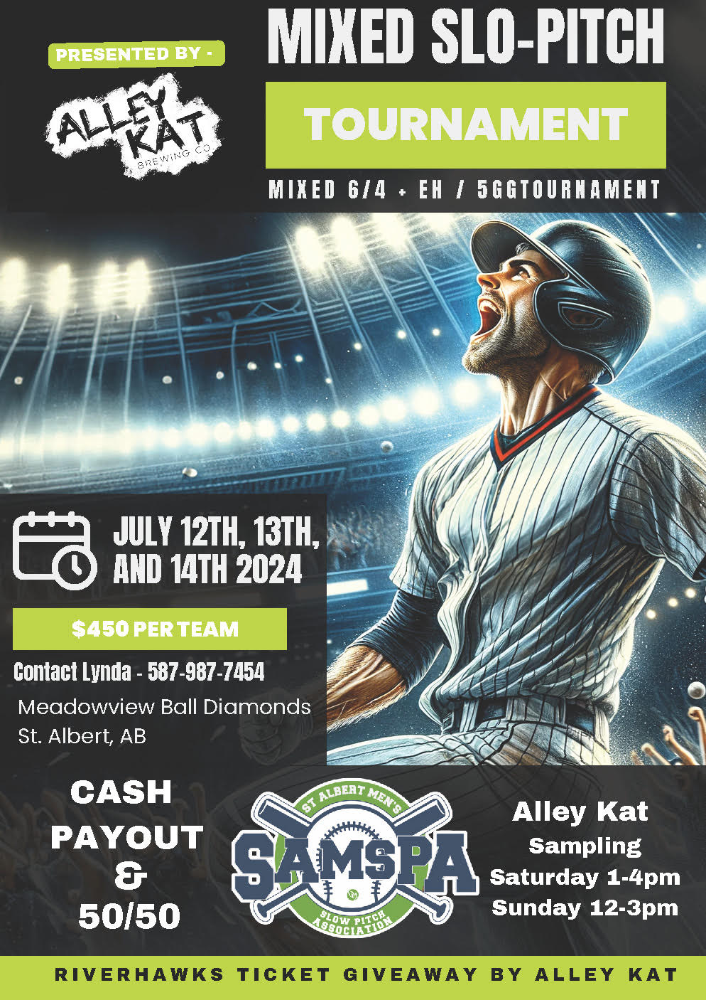 PRESENTED BY -
ALLEY
KAT
BREWING CO
MIXED SLO-PITCH
TOURNAMENT
MIXED 6/4 + EH / 5GGTOURNAMENT
JULY 12TH, 13TH,
AND 14TH 2024
$450 PER TEAM
Contact Lynda - 587-987-7454
Meadowview Ball Diamonds
St. Albert, AB
CASH
PAYOUT
&
50/50
ST ALBERT MEN'S
SAMSPA
SLOW PITCH
ASSOCIATION
Alley Kat
Sampling
Saturday 1-4pm
Sunday 12-3pm
RIVERHAWKS TICKET GIVEAWAY BY ALLEY KAT